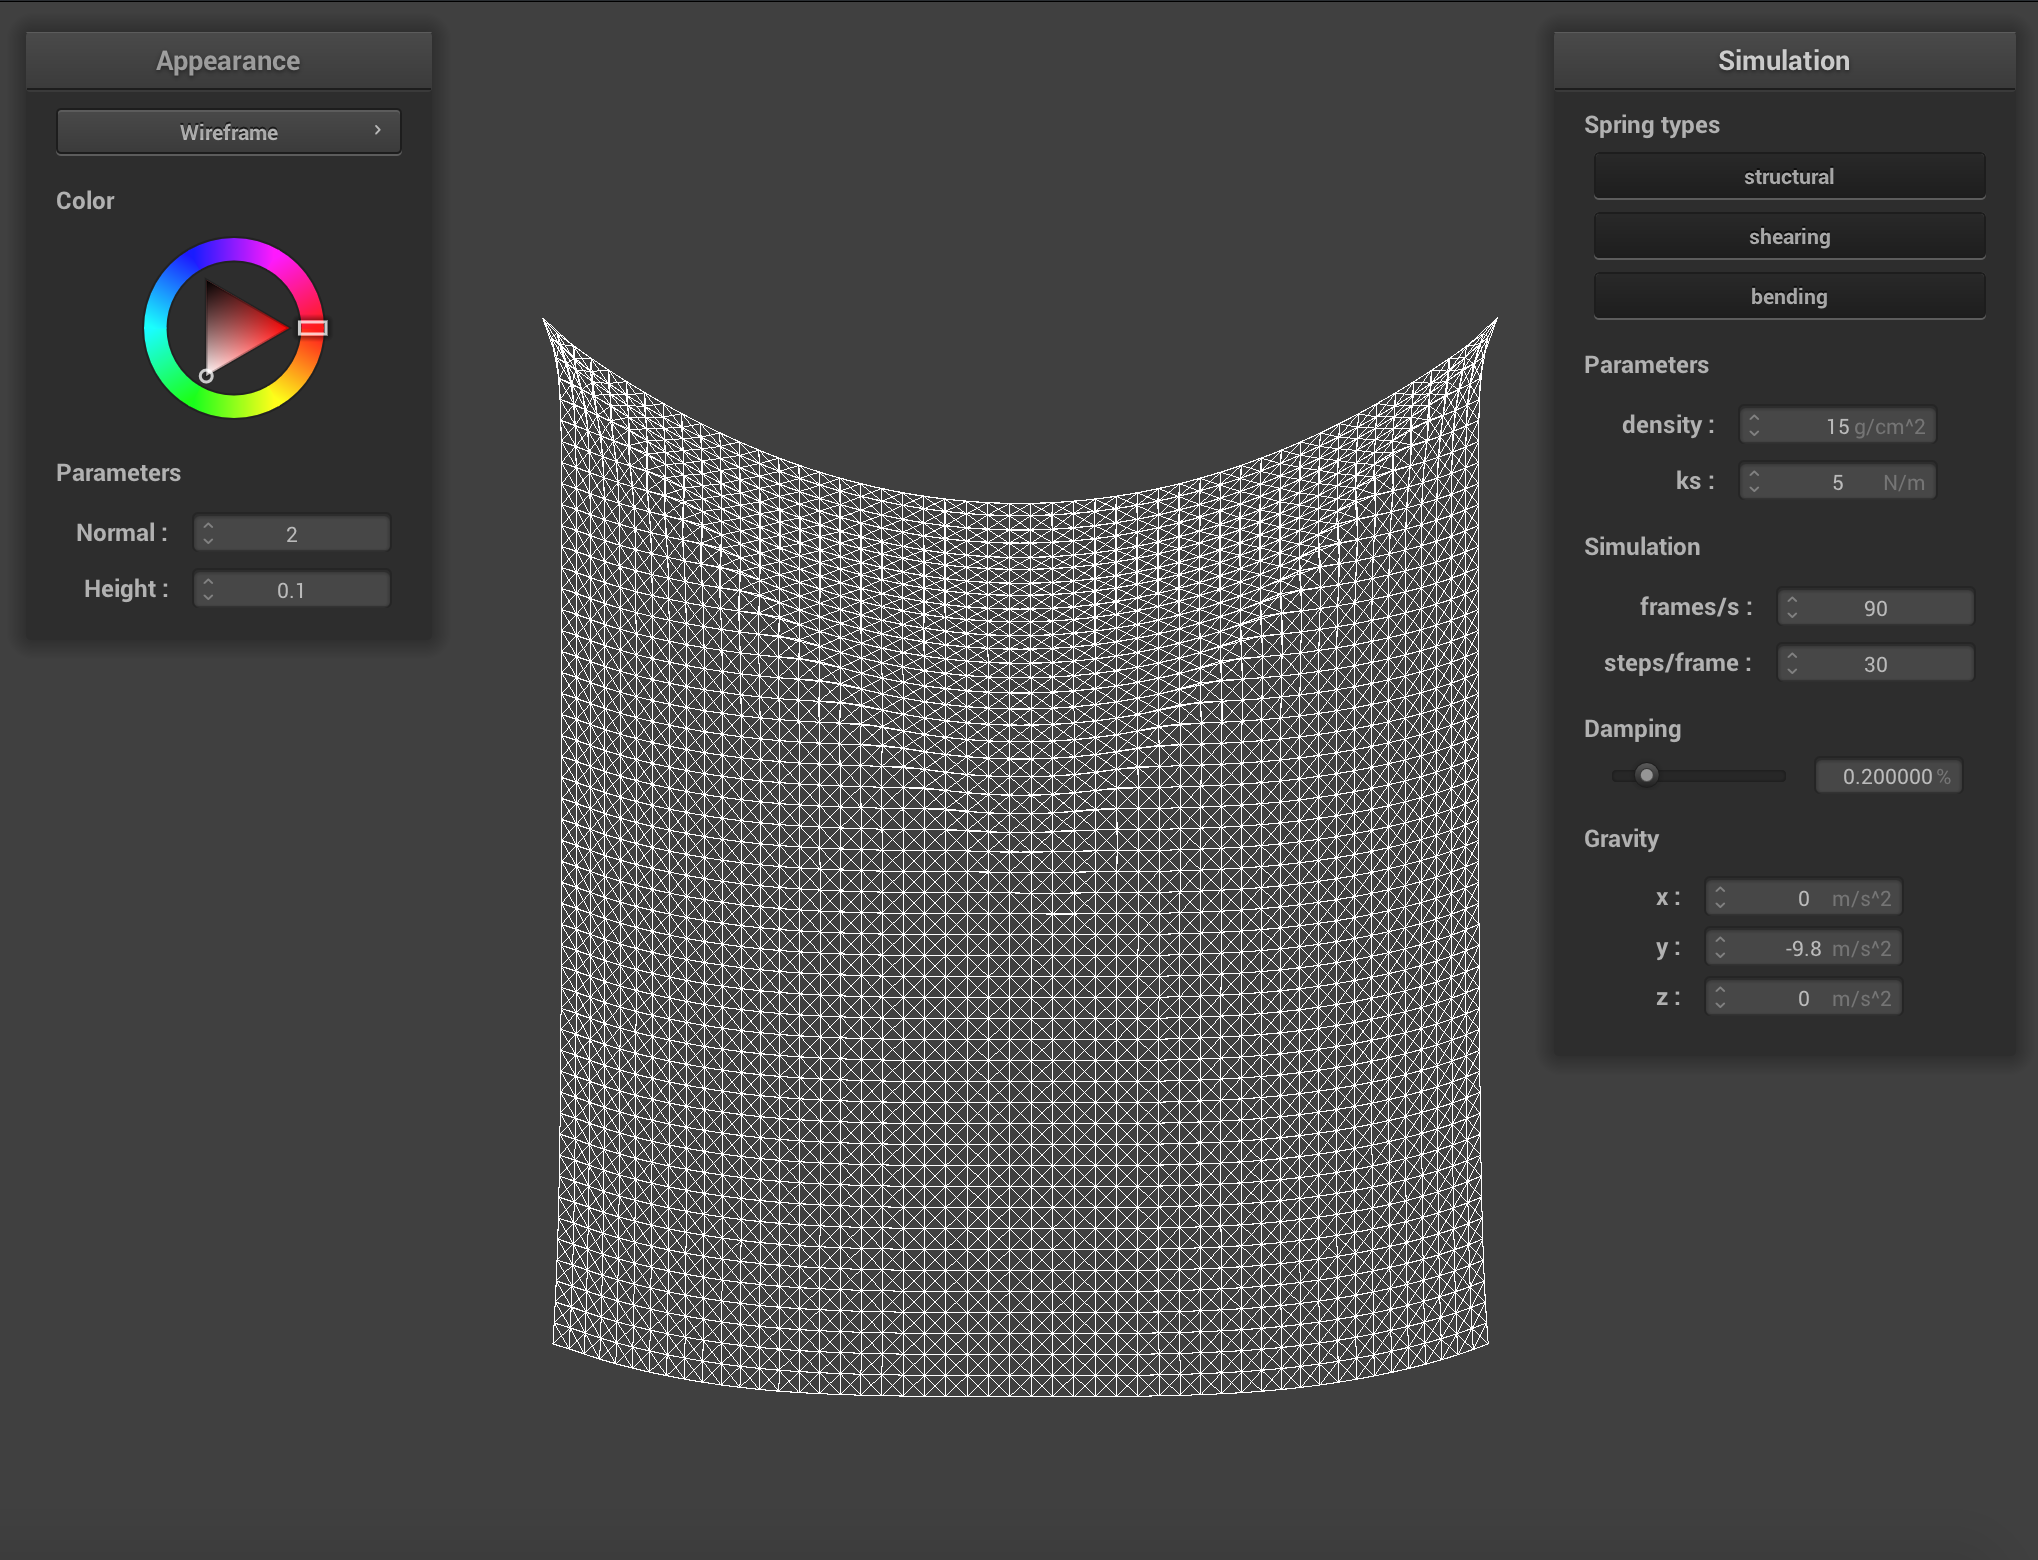 Appearance
Wireframe
Color
Parameters
Normal : 2
Height : 0.1
Simulation
Spring types
structural
shearing
bending
Parameters
density : 15 g/cm^2
ks : 5 N/m
Simulation
frames/s : 90
steps/frame : 30
Damping
0.200000 %
Gravity
x : 0 m/s^2
y : -9.8 m/s^2
z : 0 m/s^2